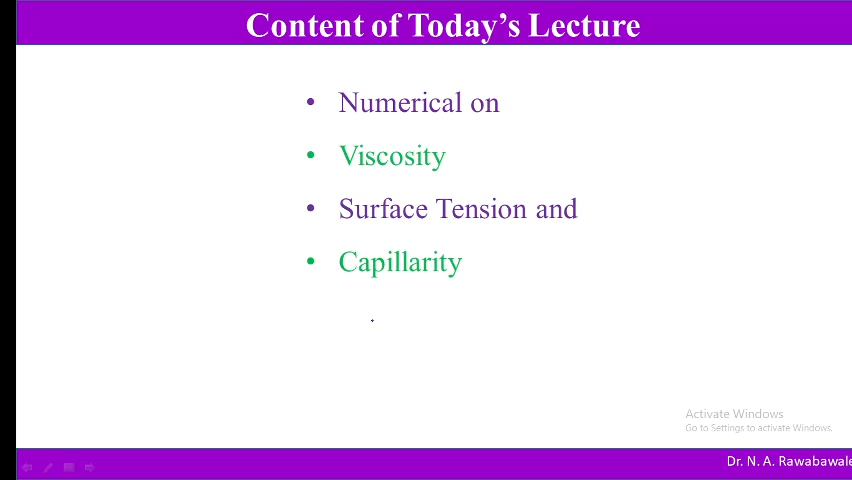 Content of Today's Lecture
• Numerical on
• Viscosity
• Surface Tension and
• Capillarity
Activate Windows
Go to Settings to activate Windows.
Dr. N. A. Rawabawale